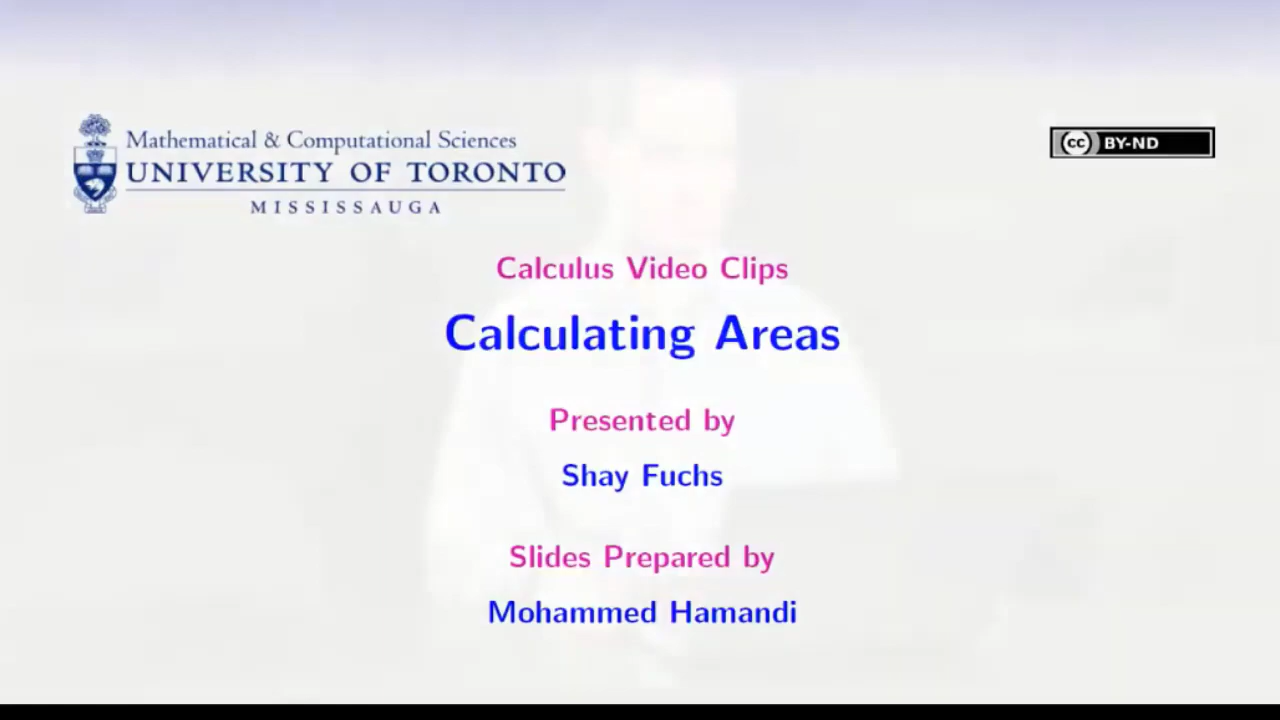 Mathematical & Computational Sciences
UNIVERSITY OF TORONTO
MISSISSAUGA
cc BY-ND
Calculus Video Clips
Calculating Areas
Presented by
Shay Fuchs
Slides Prepared by
Mohammed Hamandi